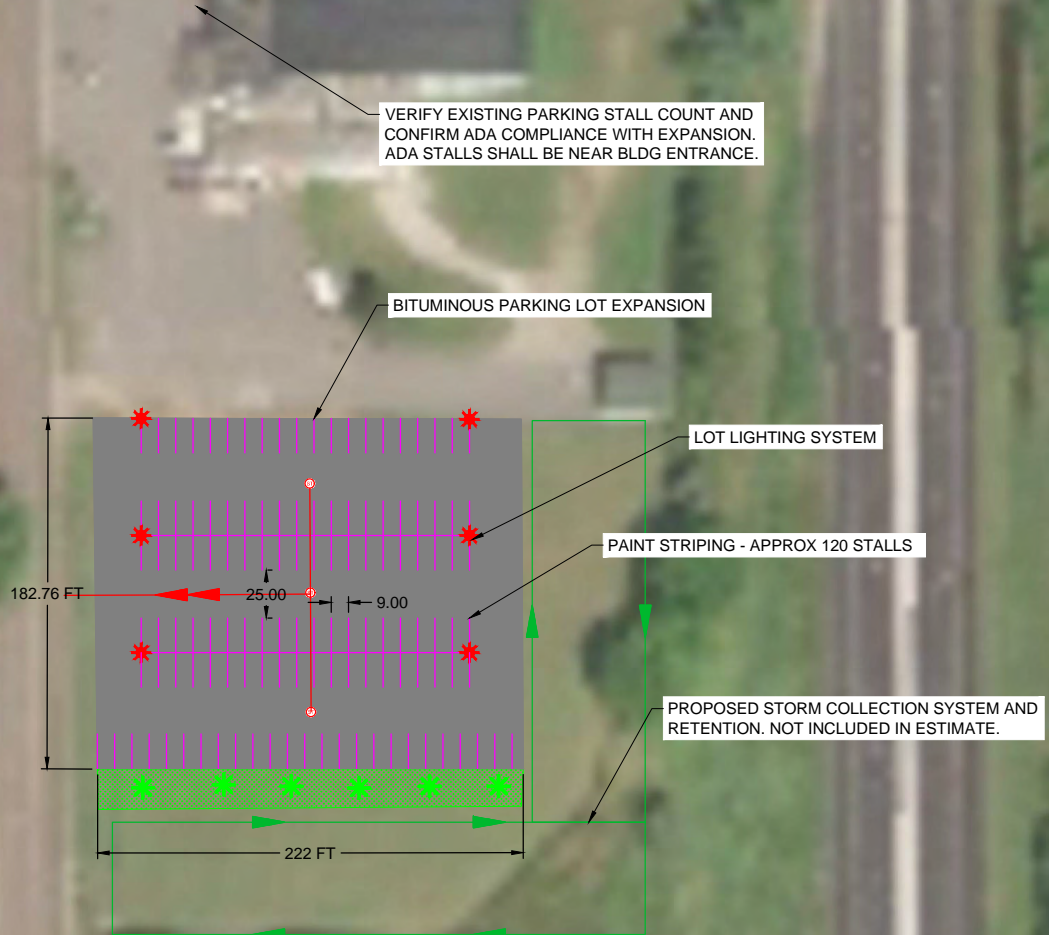 VERIFY EXISTING PARKING STALL COUNT AND
CONFIRM ADA COMPLIANCE WITH EXPANSION.
ADA STALLS SHALL BE NEAR BLDG ENTRANCE.
BITUMINOUS PARKING LOT EXPANSION
LOT LIGHTING SYSTEM
PAINT STRIPING - APPROX 120 STALLS
182.76 FT
25.00
9.00
PROPOSED STORM COLLECTION SYSTEM AND
RETENTION. NOT INCLUDED IN ESTIMATE.
222 FT